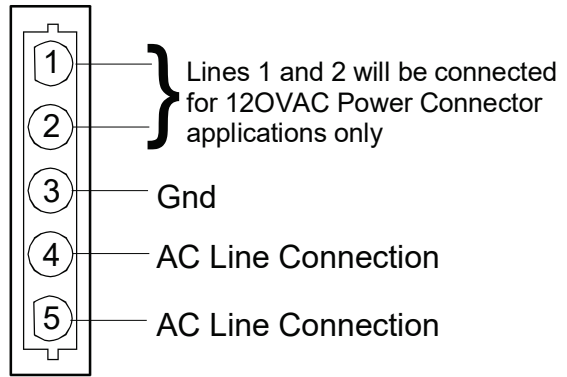 1
Lines 1 and 2 will be connected
for 12OVAC Power Connector
applications only
2
3
Gnd
4
AC Line Connection
5
AC Line Connection